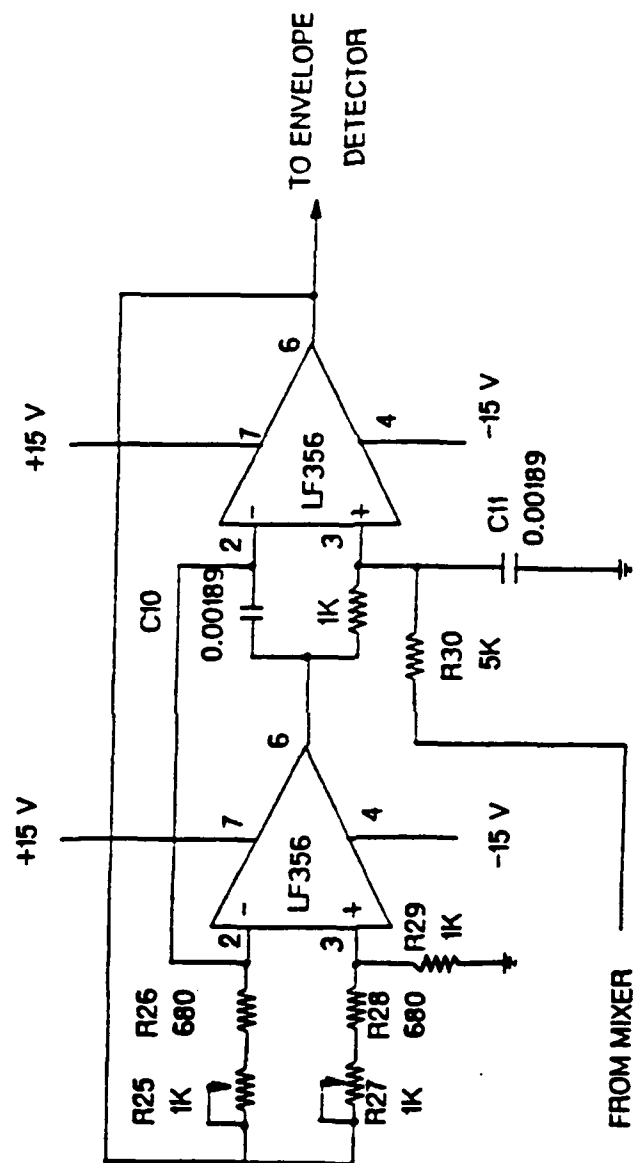 +15 V
+15 V
TO ENVELOPE
DETECTOR
R25
1K
R26
680
2
-
3
+
LF356
7
6
4
-15 V
R27
1K
R28
680
R29
1K
C10
0.00189
1K
2
-
3
+
LF356
7
6
4
-15 V
R30
5K
C11
0.00189
FROM MIXER